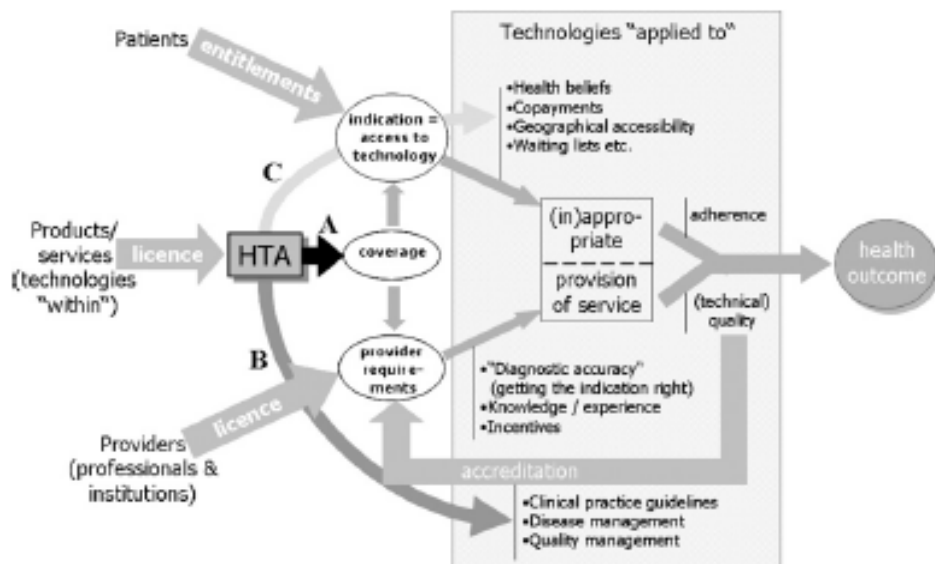 Technologies "applied to"
Patients
entitlements
•Health beliefs
•Copayments
•Geographical accessibility
•Waiting lists etc.
indication =
access to
technology
C
A
Products/
services
(technologies
"within")
licence
HTA
coverage
(in)appro-
priate
provision
of service
adherence
(technical)
quality
health
outcome
B
provider
require-
ments
licence
Providers
(professionals &
institutions)
•"Diagnostic accuracy"
(getting the indication right)
•Knowledge / experience
•Incentives
accreditation
•Clinical practice guidelines
•Disease management
•Quality management